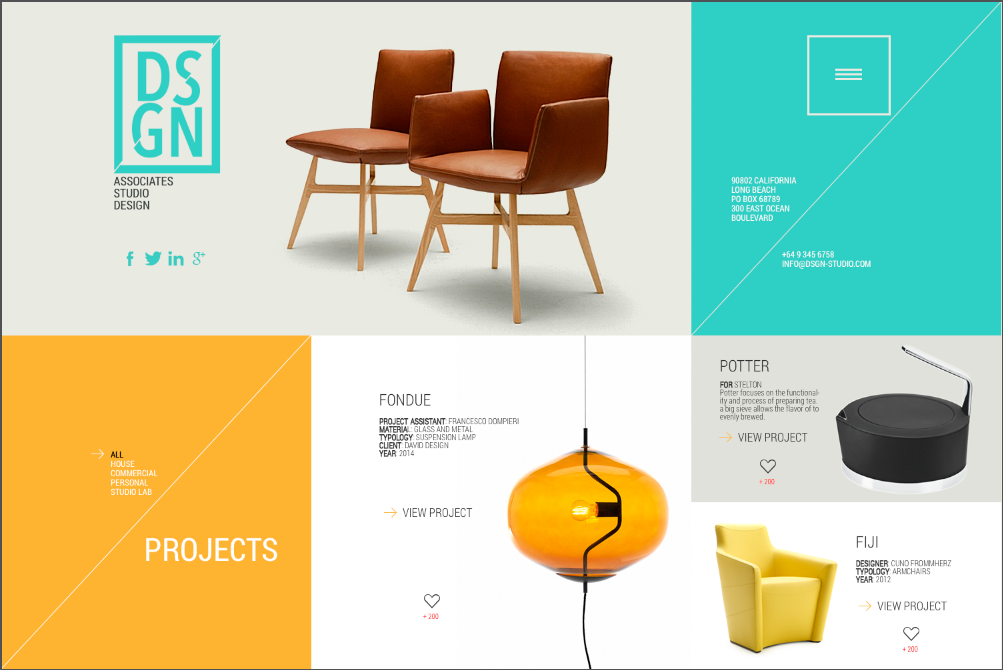 DS
GN
ASSOCIATES
STUDIO
DESIGN
f in g+
90802 CALIFORNIA
LONG BEACH
PO BOX 68789
300 EAST OCEAN
BOULEVARD
+64 9 345 6758
INFO@DSGN-STUDIO.COM
ALL
HOUSE
COMMERCIAL
PERSONAL
STUDIO LAB
PROJECTS
FONDUE
PROJECT ASSISTANT: FRANCESCO DOMPIERI
MATERIAL: GLASS AND METAL
TYPOLOGY: SUSPENSION LAMP
CLIENT: DAVID DESIGN
YEAR: 2014
VIEW PROJECT
+ 200
POTTER
FOR STELTON
Potter focuses on the functional-
ity and process of preparing tea.
a big sieve allows the flavor of to
evenly brewed.
VIEW PROJECT
+ 200
FIJI
DESIGNER: CUNO FROMMHERZ
TYPOLOGY: ARMCHAIRS
YEAR: 2012
VIEW PROJECT
+ 200